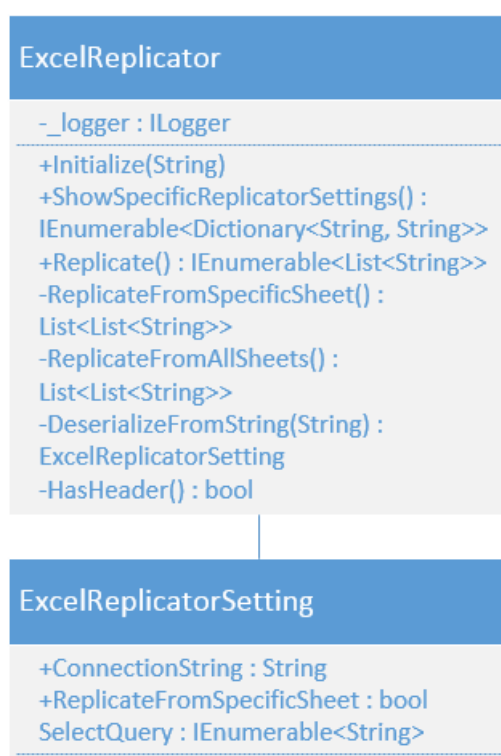 ExcelReplicator
-_logger : ILogger
+Initialize(String)
+ShowSpecificReplicatorSettings() :
IEnumerable<Dictionary<String, String>>
+Replicate() : IEnumerable<List<String>>
-ReplicateFromSpecificSheet() :
List<List<String>>
-ReplicateFromAllSheets() :
List<List<String>>
-DeserializeFromString(String) :
ExcelReplicatorSetting
-HasHeader() : bool
ExcelReplicatorSetting
+ConnectionString : String
+ReplicateFromSpecificSheet : bool
SelectQuery : IEnumerable<String>